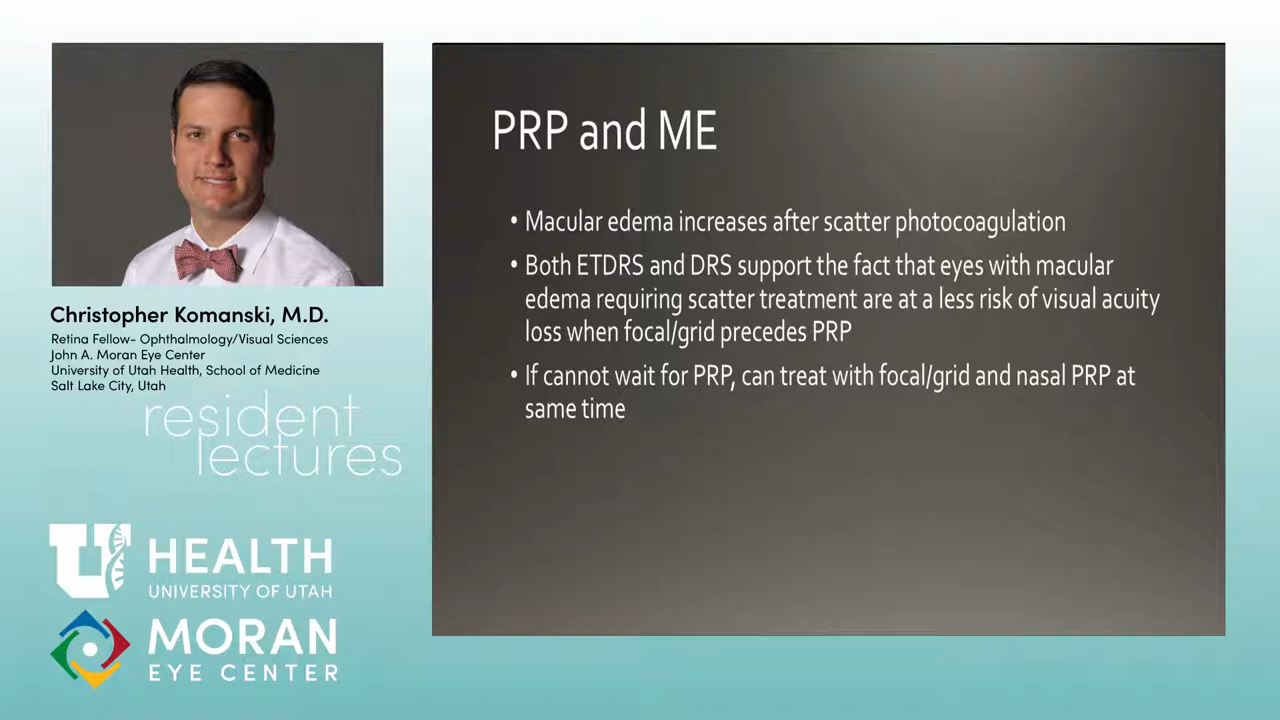 Christopher Komanski, M.D.
Retina Fellow- Ophthalmology/Visual Sciences
John A. Moran Eye Center
University of Utah Health, School of Medicine
Salt Lake City, Utah
resident
lectures
U HEALTH
UNIVERSITY OF UTAH
MORAN
EYE CENTER
PRP and ME
• Macular edema increases after scatter photocoagulation
• Both ETDRS and DRS support the fact that eyes with macular
edema requiring scatter treatment are at a less risk of visual acuity
loss when focal/grid precedes PRP
• If cannot wait for PRP, can treat with focal/grid and nasal PRP at
same time